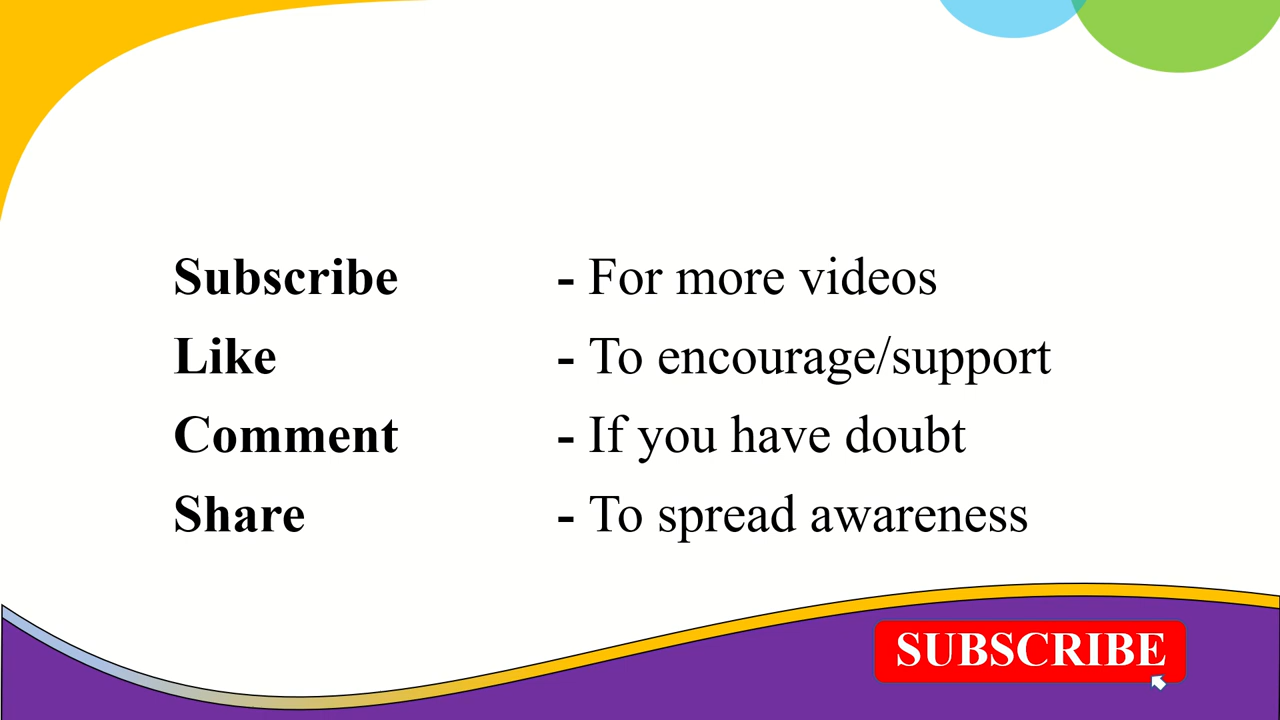 Subscribe - For more videos
Like - To encourage/support
Comment - If you have doubt
Share - To spread awareness
SUBSCRIBE